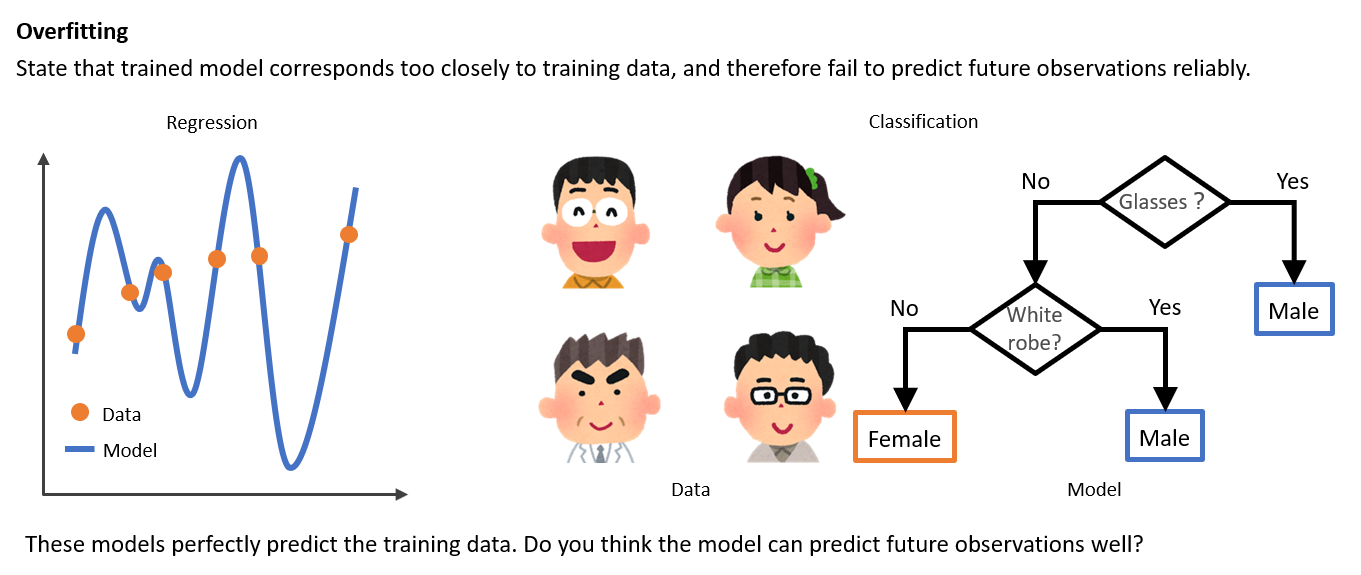 Overfitting
State that trained model corresponds too closely to training data, and therefore fail to predict future observations reliably.
Regression
Data
Model
Classification
Data
Glasses ?
No
Yes
Male
White
robe?
No
Yes
Female
Male
Model
These models perfectly predict the training data. Do you think the model can predict future observations well?